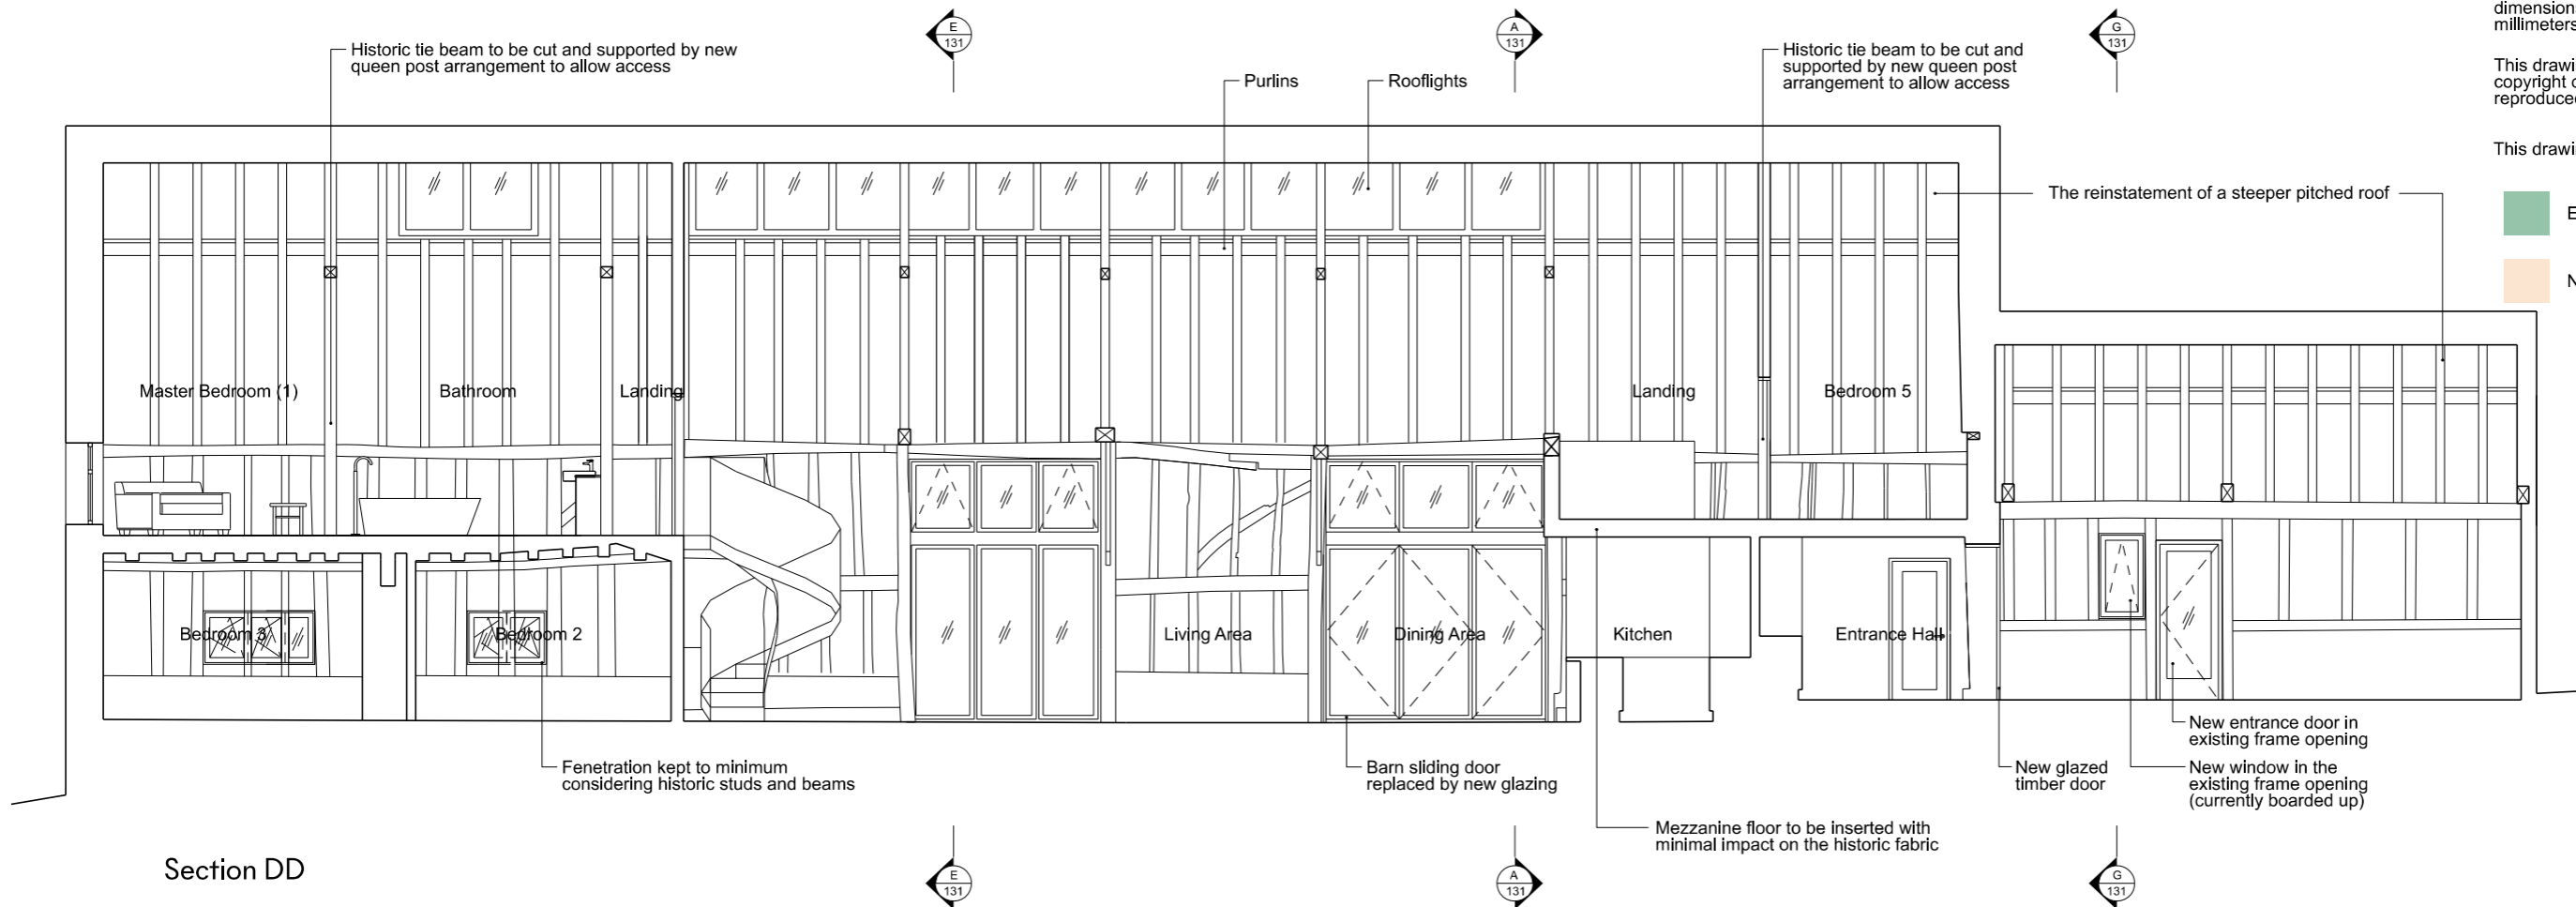 E
131
A
131
G
131
dimension
millimeters
Historic tie beam to be cut and supported by new
queen post arrangement to allow access
Purlins
Rooflights
Historic tie beam to be cut and
supported by new queen post
arrangement to allow access
This drawi
copyright o
reproduced
This drawi
The reinstatement of a steeper pitched roof
E
N
Master Bedroom (1)
Bathroom
Landing
Landing
Bedroom 5
Bedroom 3
Bedroom 2
Living Area
Dining Area
Kitchen
Entrance Hall
Fenetration kept to minimum
considering historic studs and beams
Barn sliding door
replaced by new glazing
New glazed
timber door
New entrance door in
existing frame opening
New window in the
existing frame opening
(currently boarded up)
Mezzanine floor to be inserted with
minimal impact on the historic fabric
Section DD
E
131
A
131
G
131